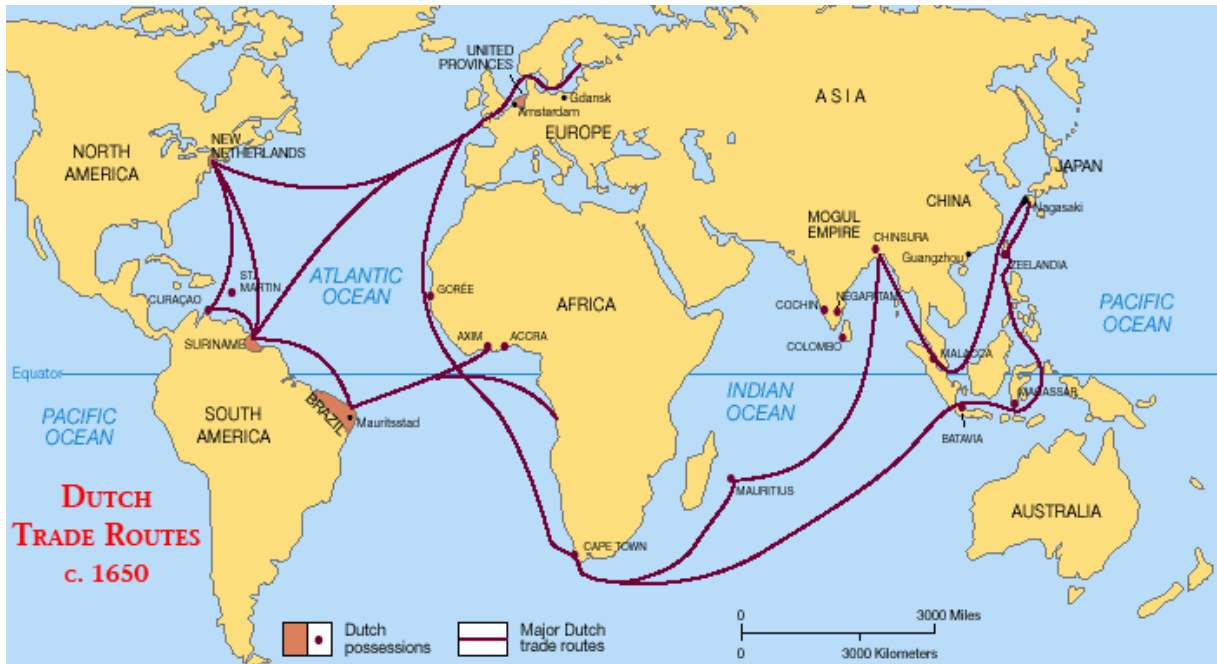 UNITED
PROVINCES
Gdansk
Amsterdam
EUROPE
ASIA
NORTH
AMERICA
NEW
NETHERLANDS
JAPAN
Nagasaki
CHINA
MOGUL
EMPIRE
CHINSURA
Guangzhou
ZEELANDIA
ATLANTIC
OCEAN
ST.
MARTIN
CURAÇAO
GORÉE
AFRICA
COCHIN
NEGAPATAM
COLOMBO
PACIFIC
OCEAN
AXIM
ACCRA
SURINAME
MALACCA
Equator
INDIAN
OCEAN
MACASSAR
BATAVIA
PACIFIC
OCEAN
SOUTH
AMERICA
BRAZIL
Mauritsstad
MAURITIUS
AUSTRALIA
DUTCH
TRADE ROUTES
C. 1650
CAPE TOWN
Dutch
possessions
Major Dutch
trade routes
0
3000 Miles
0
3000 Kilometers